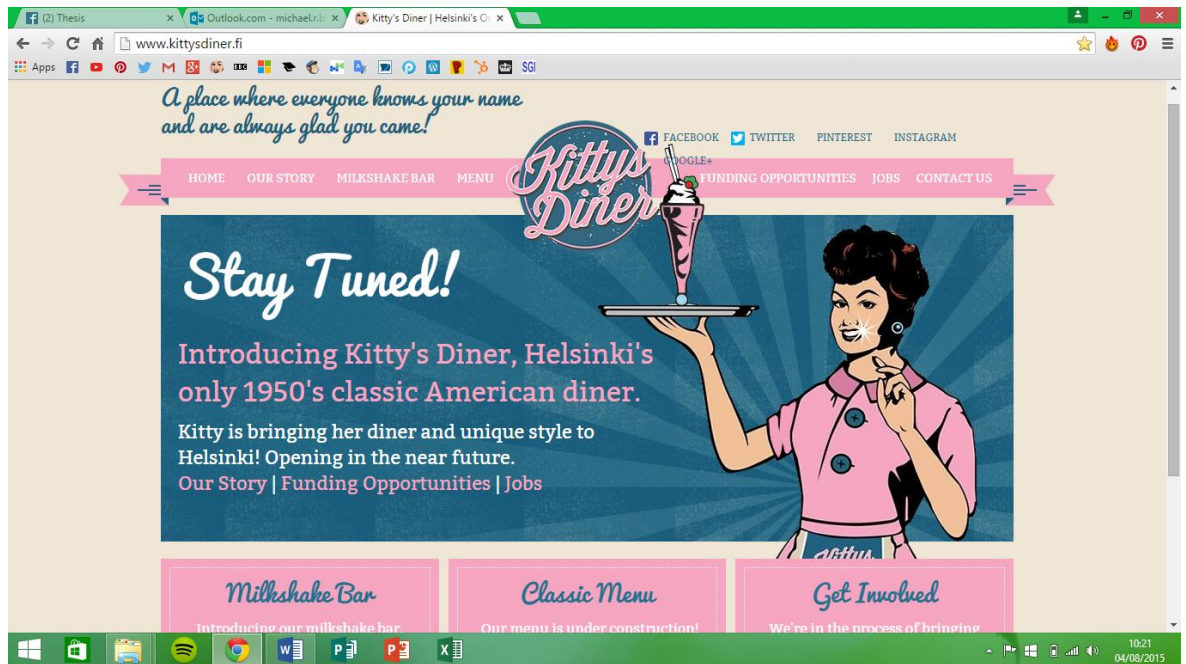 (2) Thesis
Outlook.com - michael.r.b
Kitty's Diner | Helsinki's O
www.kittysdiner.fi
Apps
SGI
A place where everyone knows your name
and are always glad you came!
FACEBOOK TWITTER PINTEREST INSTAGRAM
GOOGLE+
HOME OUR STORY MILKSHAKE BAR MENU
Kittys
Diner
FUNDING OPPORTUNITIES JOBS CONTACT US
Stay Tuned!
Introducing Kitty's Diner, Helsinki's
only 1950's classic American diner.
Kitty is bringing her diner and unique style to
Helsinki! Opening in the near future.
Our Story | Funding Opportunities | Jobs
Kittys
Milkshake Bar
Classic Menu
Get Involved
Introducing our milkshake bar
Our menu is under construction!
We're in the process of bringing
10:21
04/08/2015